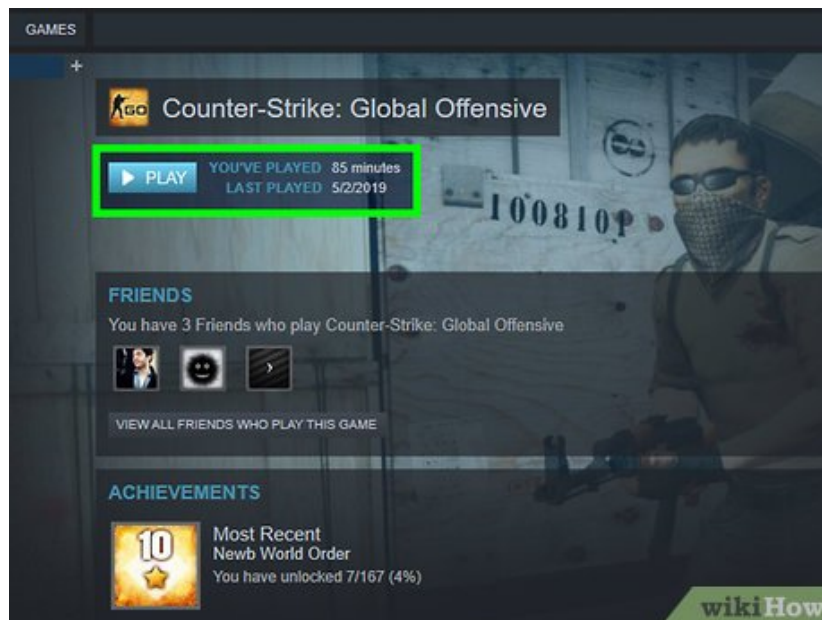 GAMES
+
GO Counter-Strike: Global Offensive
PLAY YOU'VE PLAYED 85 minutes
LAST PLAYED 5/2/2019
100810P
FRIENDS
You have 3 Friends who play Counter-Strike: Global Offensive
VIEW ALL FRIENDS WHO PLAY THIS GAME
ACHIEVEMENTS
10
Most Recent
Newb World Order
You have unlocked 7/167 (4%)
wikiHow